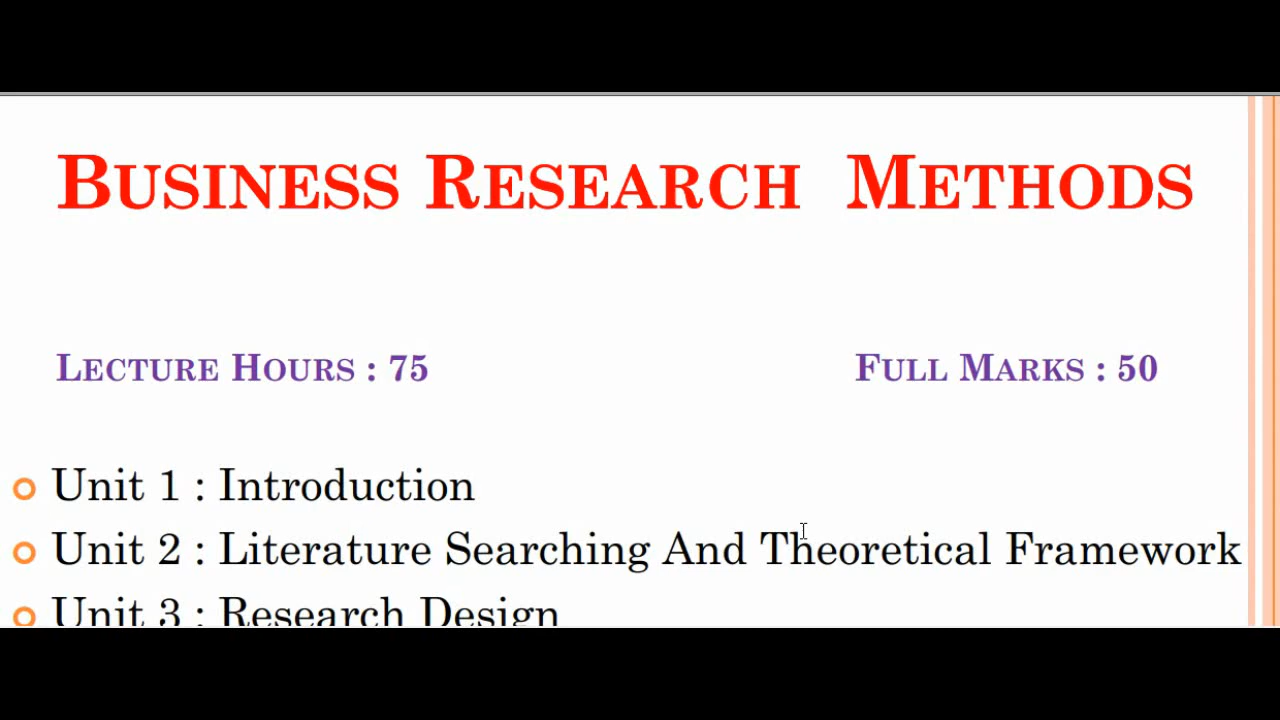 BUSINESS RESEARCH METHODS
LECTURE HOURS : 75 FULL MARKS : 50
Unit 1 : Introduction
Unit 2 : Literature Searching And Theoretical Framework
Unit 3 : Research Design